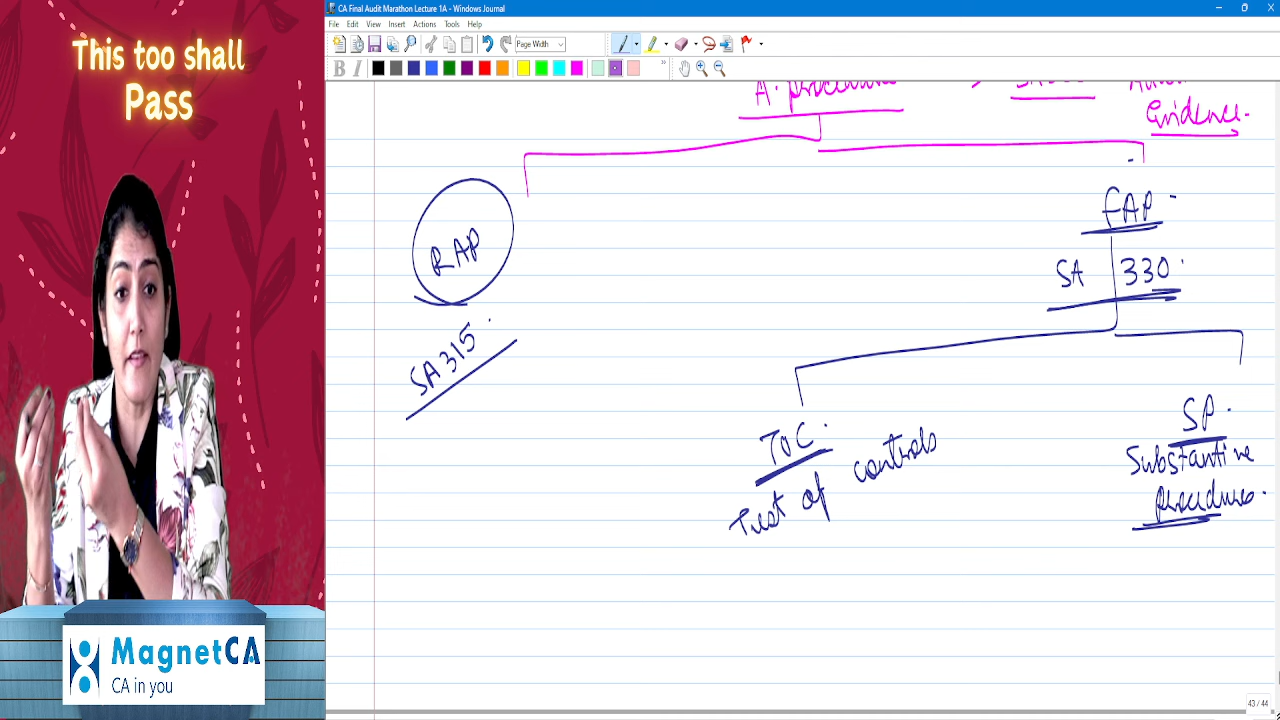 This too shall
Pass
MagnetCA
CA in you
CA Final Audit Marathon Lecture 1A - Windows Journal
File Edit View Insert Actions Tools Help
Page Width
B I
A. procedures
Evidence.
RAP
SA 315.
FAP
SA 330.
TOC.
Test of controls
SP.
Substantive
procedures.
43 / 44